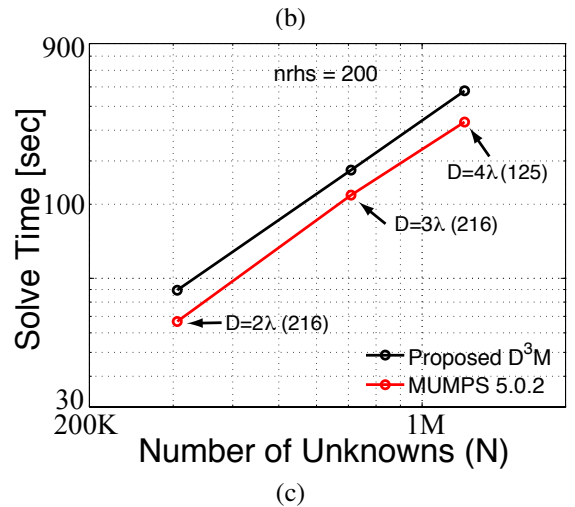 (b)
900
nrhs = 200
Solve Time [sec]
D=4λ (125)
100
D=3λ (216)
D=2λ (216)
Proposed D³M
MUMPS 5.0.2
30
200K
1M
Number of Unknowns (N)
(c)